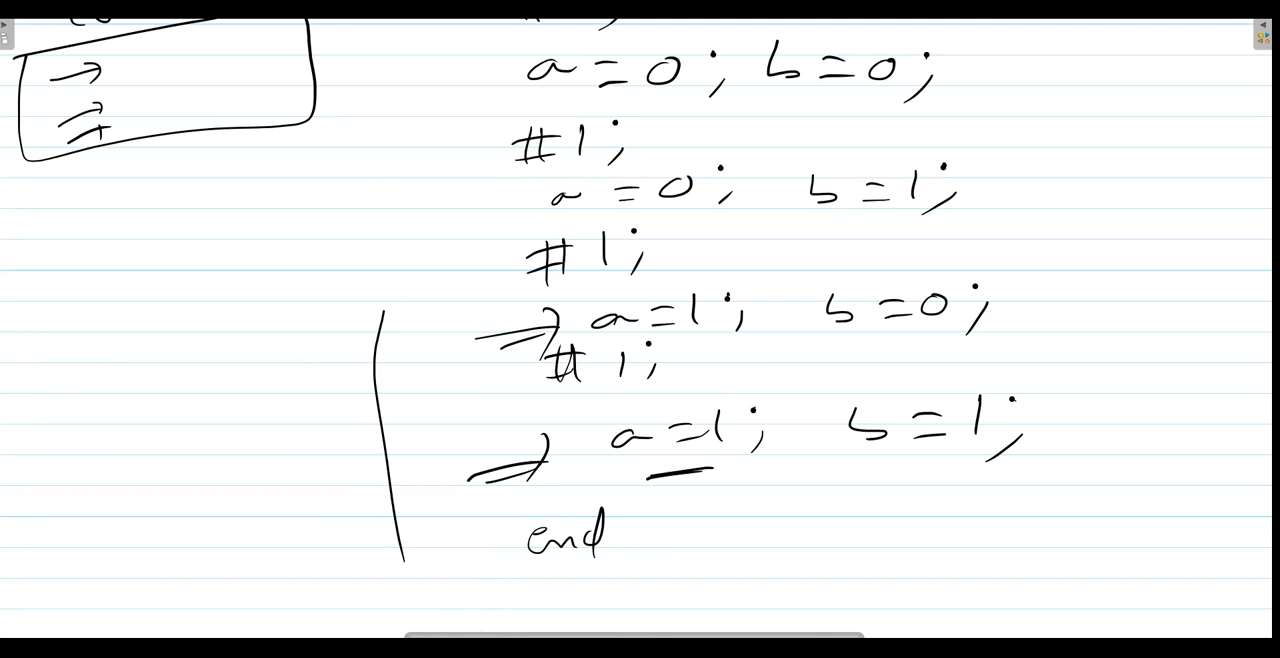 a = 0 ; b = 0 ;
# 1 ;
a = 0 ; b = 1 ;
# 1 ;
⇒ a = 1 ; b = 0 ;
# 1 ;
⇒ a = 1 ; b = 1 ;
end